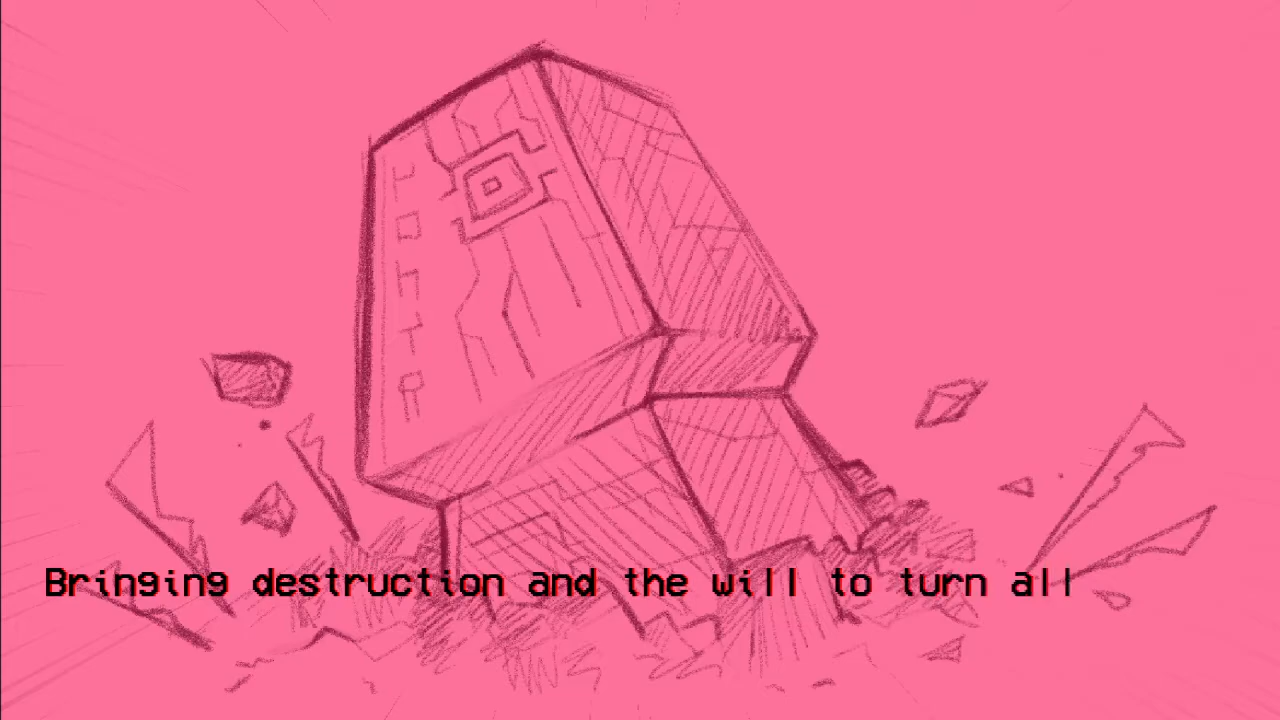 Bringing destruction and the will to turn all